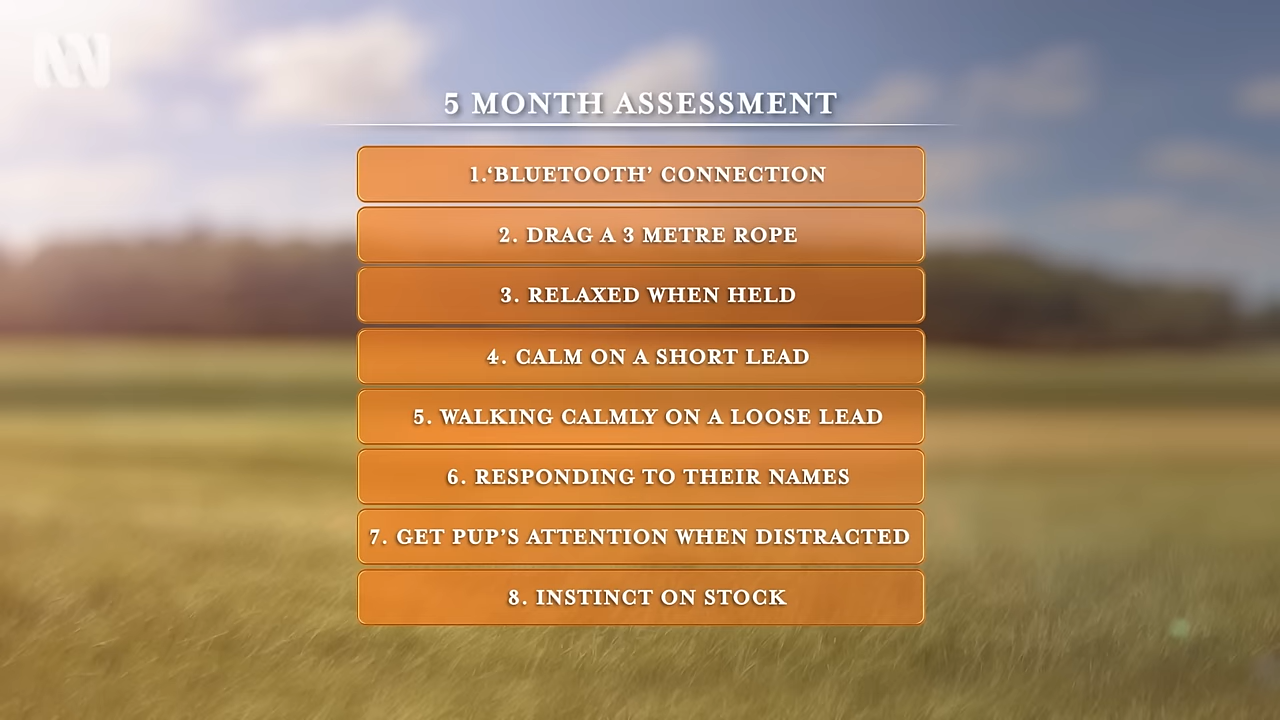 5 MONTH ASSESSMENT
1.‘BLUETOOTH’ CONNECTION
2. DRAG A 3 METRE ROPE
3. RELAXED WHEN HELD
4. CALM ON A SHORT LEAD
5. WALKING CALMLY ON A LOOSE LEAD
6. RESPONDING TO THEIR NAMES
7. GET PUP’S ATTENTION WHEN DISTRACTED
8. INSTINCT ON STOCK